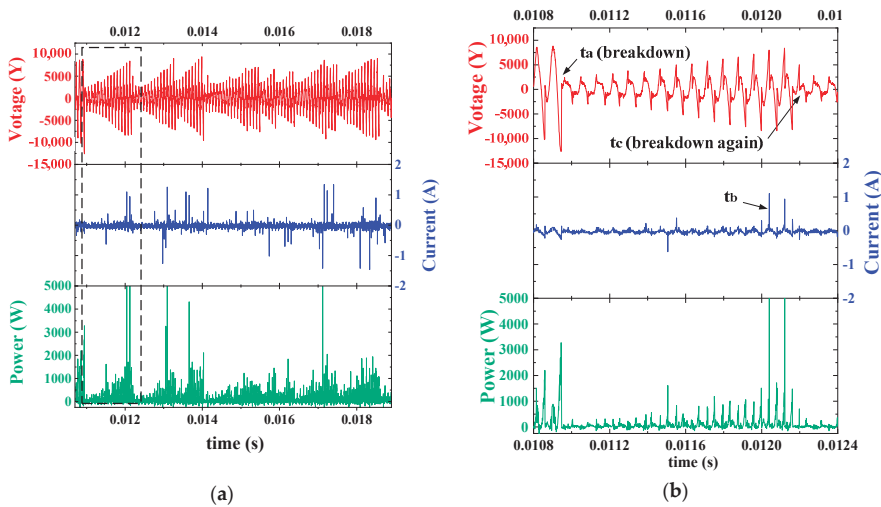 0.012 0.014 0.016 0.018
10,000
5000
0
-5000
-10,000
-15,000
Votage (Y)
2
1
0
-1
-2
Current (A)
5000
4000
3000
2000
1000
0
Power (W)
0.012 0.014 0.016 0.018
time (s)
(a)
0.0108 0.0112 0.0116 0.0120 0.01
10,000
5000
0
-5000
-10,000
-15,000
Votage (Y)
ta (breakdown)
tc (breakdown again)
2
1
0
-1
-2
Current (A)
tb
5000
4000
3000
2000
1000
0
Power (W)
0.0108 0.0112 0.0116 0.0120 0.0124
time (s)
(b)